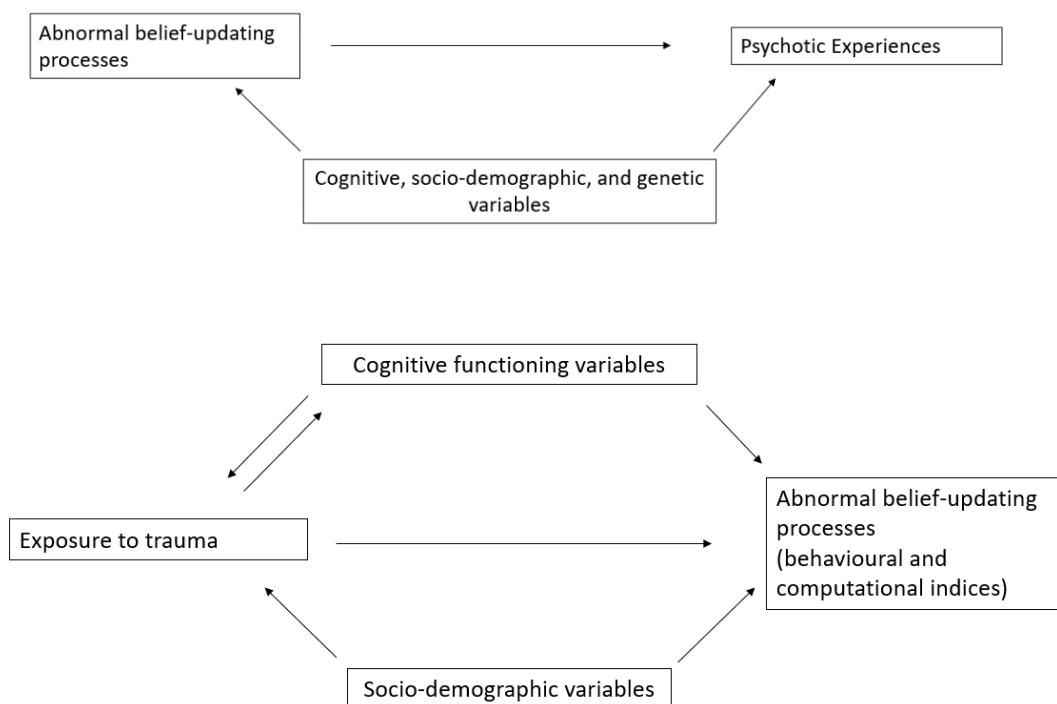 Abnormal belief-updating
processes
Psychotic Experiences
Cognitive, socio-demographic, and genetic
variables
Cognitive functioning variables
Exposure to trauma
Abnormal belief-updating
processes
(behavioural and
computational indices)
Socio-demographic variables